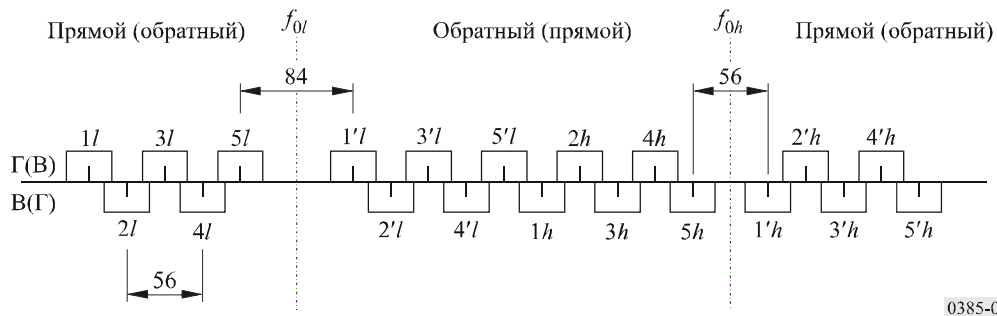 Прямой (обратный) f0l Обратный (прямой) f0h Прямой (обратный)
84 56
1l 3l 5l 1'l 3'l 5'l 2h 4h 2'h 4'h
Г(В)
В(Г)
2l 4l 2'l 4'l 1h 3h 5h 1'h 3'h 5'h
56
0385-0